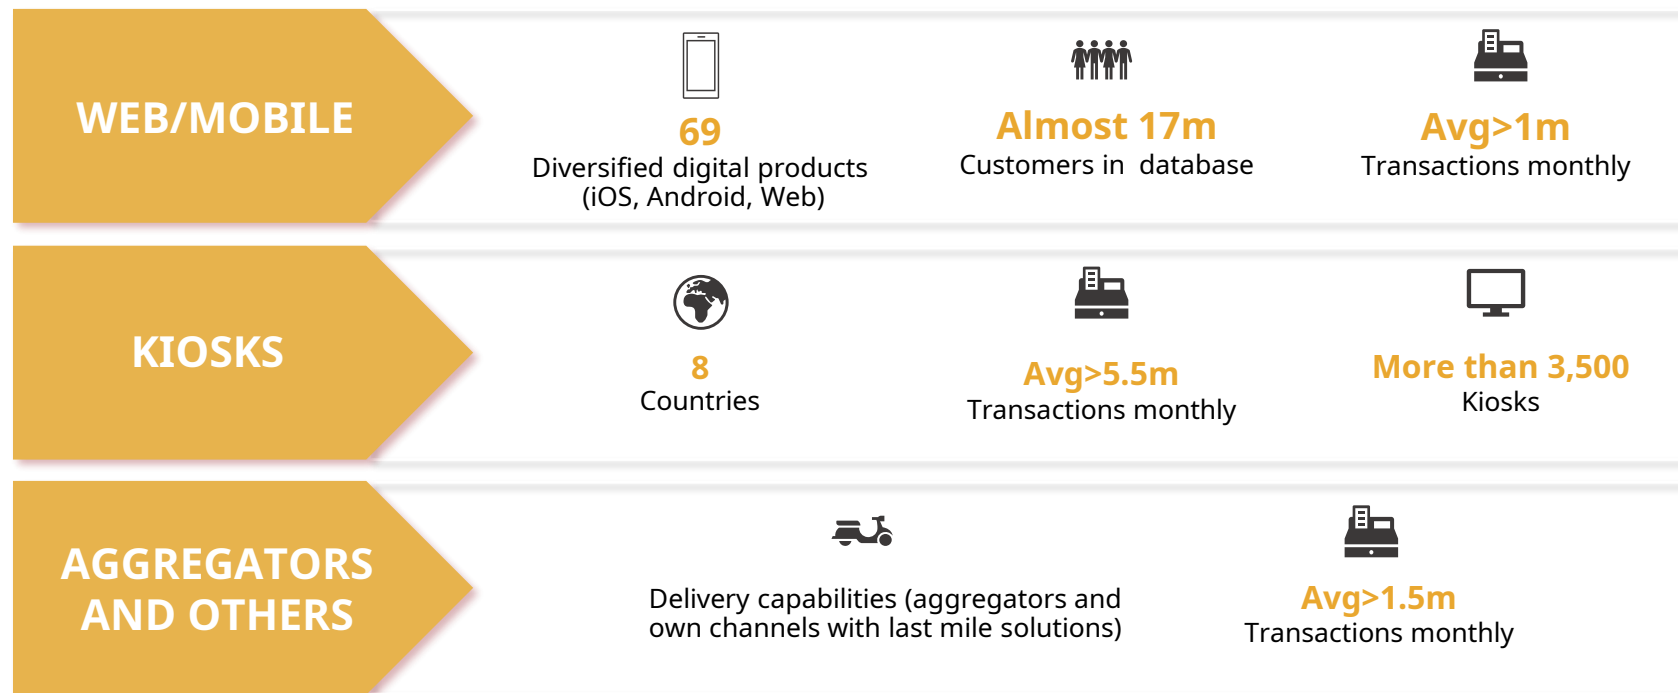 WEB/MOBILE
69
Diversified digital products
(iOS, Android, Web)
Almost 17m
Customers in  database
Avg>1m
Transactions monthly
KIOSKS
8
Countries
Avg>5.5m
Transactions monthly
More than 3,500
Kiosks
AGGREGATORS
AND OTHERS
Delivery capabilities (aggregators and
own channels with last mile solutions)
Avg>1.5m
Transactions monthly